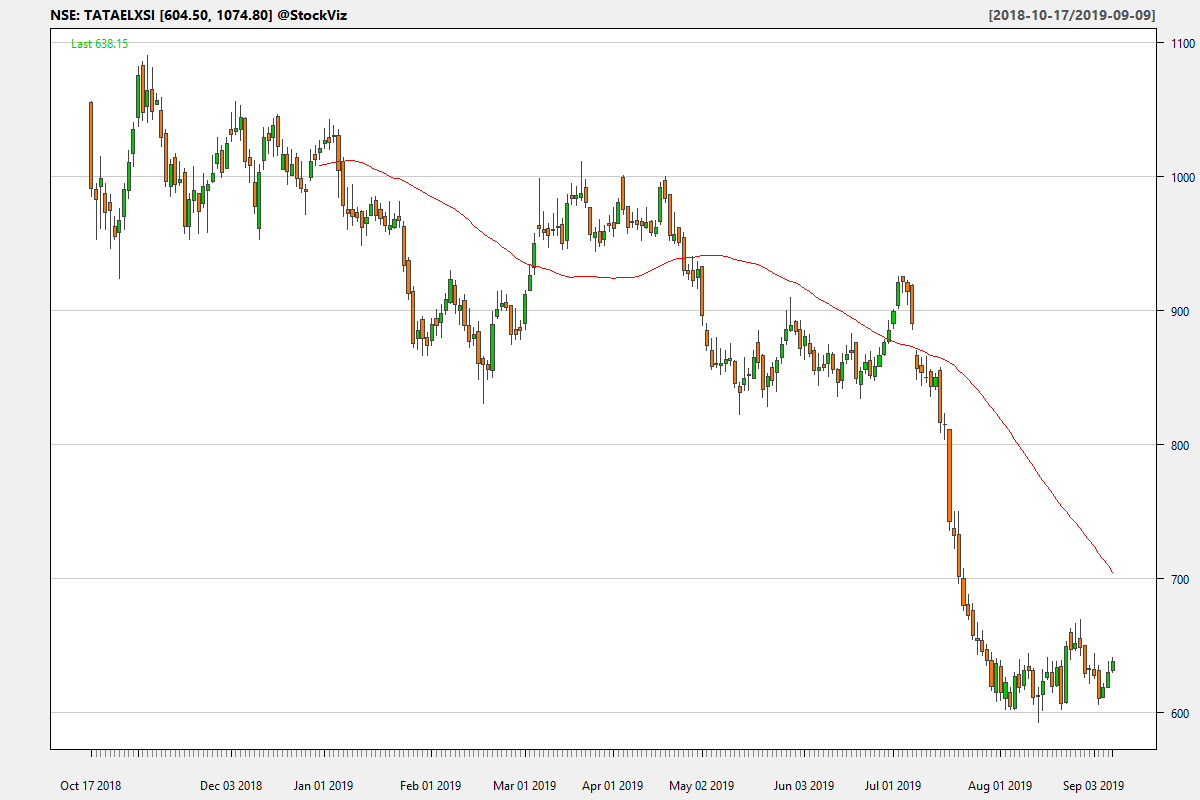 NSE: TATAELXSI [604.50, 1074.80] @StockViz [2018-10-17/2019-09-09]
Last 638.15
1100
1000
900
800
700
600
Oct 17 2018 Dec 03 2018 Jan 01 2019 Feb 01 2019 Mar 01 2019 Apr 01 2019 May 02 2019 Jun 03 2019 Jul 01 2019 Aug 01 2019 Sep 03 2019